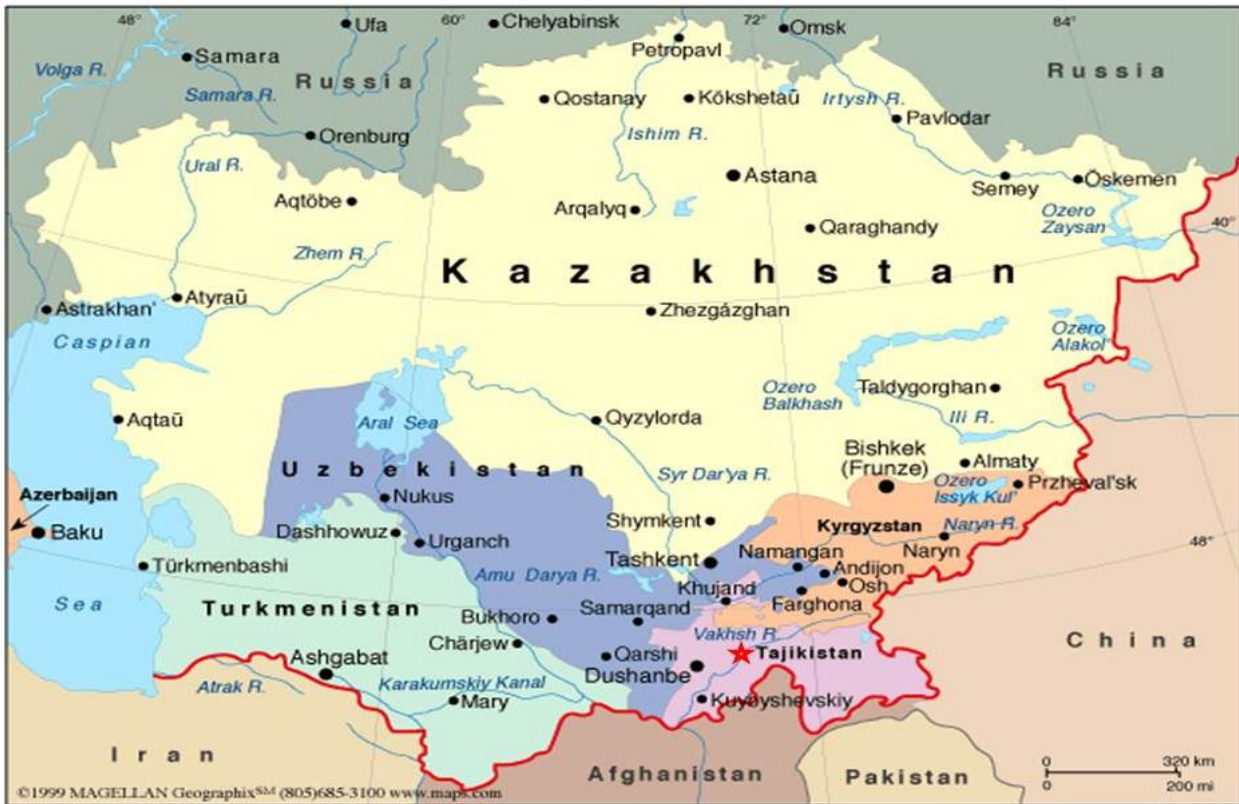 48°
60°
72°
84°
Ufa
Chelyabinsk
Omsk
Petropavl
Samara
Volga R.
Russia
Russia
Samara R.
Qostanay
Kökshetaū
Irtysh R.
Pavlodar
Orenburg
Ishim R.
Ural R.
Astana
Semey
Öskemen
Aqtöbe
Arqalyq
Ozero
Zaysan
40°
Qaraghandy
Zhem R.
Kazakhstan
Astrakhan'
Atyraū
Zhezgázghan
Caspian
Ozero
Alakol'
Ozero
Balkhash
Taldygorghan
Aqtaū
Aral Sea
Qyzylorda
Ili R.
Bishkek
(Frunze)
Almaty
Uzbekistan
Syr Dar'ya R.
Ozero
Issyk Kul'
Przheval'sk
Azerbaijan
Nukus
Baku
Dashhowuz
Urganch
Shymkent
Kyrgyzstan
Naryn R.
Naryn
48°
Tashkent
Namangan
Andijon
Türkmenbashi
Amu Darya R.
Khujand
Osh
Farghona
Sea
Turkmenistan
Bukhoro
Samarqand
Vakhsh R.
China
Chärjew
Qarshi
Tajikistan
Ashgabat
Dushanbe
Atrak R.
Karakumskiy Kanal
Mary
Kuybyshevskiy
Iran
Afghanistan
Pakistan
0 320 km
0 200 mi
©1999 MAGELLAN Geographix℠ (805)685-3100 www.maps.com